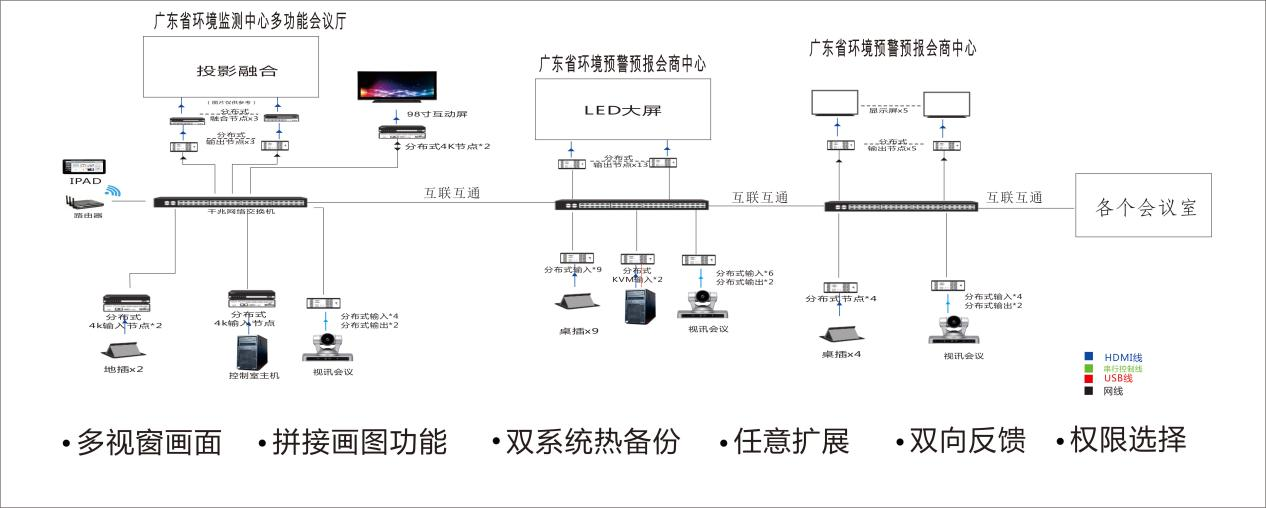 广东省环境监测中心多功能会议厅
投影融合
（图片仅供参考）
分布式
融合节点x3
分布式
输出节点x3
98寸互动屏
分布式4K节点*2
IPAD
路由器
千兆网络交换机
互联互通
分布式
4k输入节点*2
地插x2
分布式
4k输入节点
控制室主机
分布式输入*4
分布式输出*2
视讯会议
广东省环境预警预报会商中心
LED大屏
分布式
输出节点x13
互联互通
分布式输入*9
桌插x9
分布式
KVM输入*2
分布式输入*6
分布式输出*2
视讯会议
广东省环境预警预报会商中心
显示屏x5
分布式
输出节点x5
互联互通
各个会议室
分布式节点*4
桌插x4
分布式输入*4
分布式输出*2
视讯会议
HDMI线
串行控制线
USB线
网线
•多视窗画面 •拼接画图功能 •双系统热备份 •任意扩展 •双向反馈 •权限选择